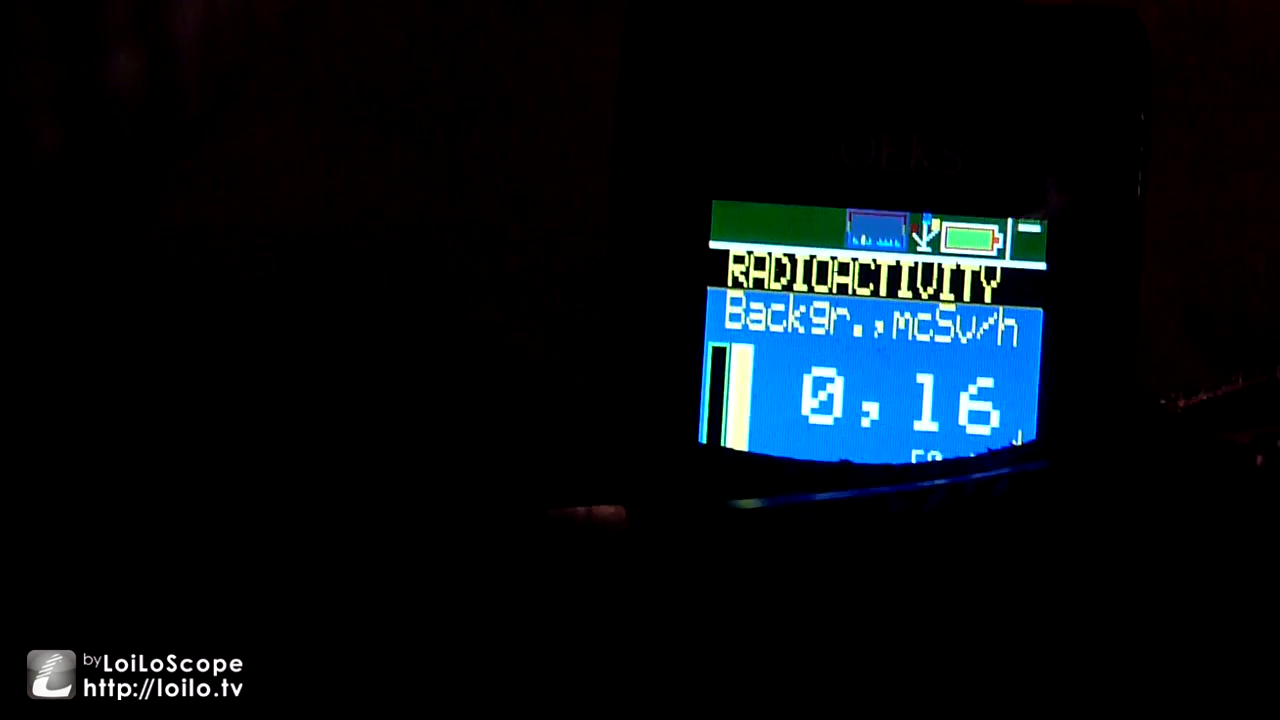 RADIOACTIVITY
Backgr.,mcSv/h
0,16
by LoiLoScope
http://loilo.tv